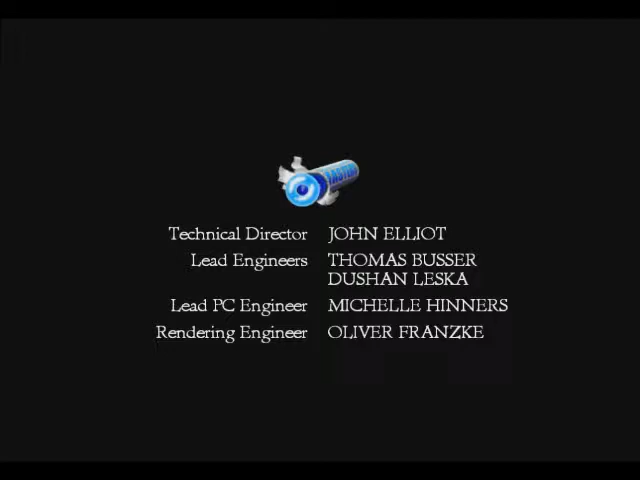 TASTER
Technical Director JOHN ELLIOT
Lead Engineers THOMAS BUSSER
DUSHAN LESKA
Lead PC Engineer MICHELLE HINNERS
Rendering Engineer OLIVER FRANZKE